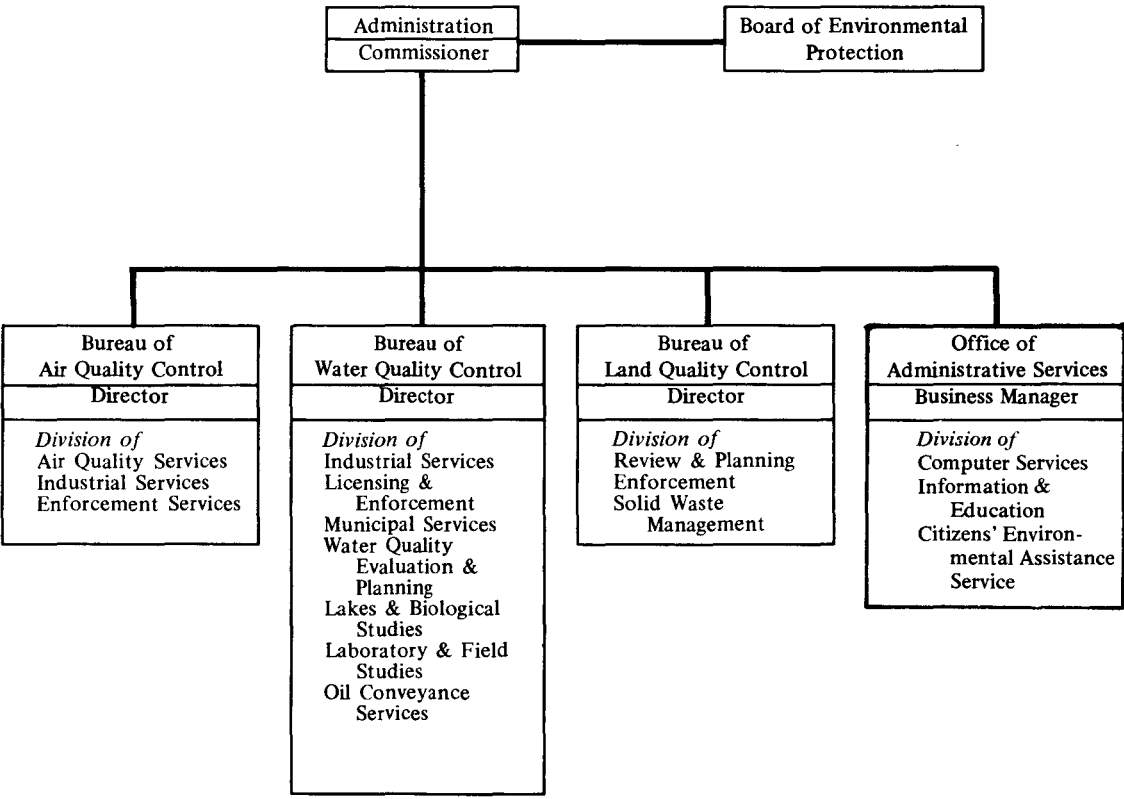 Administration
Commissioner
Board of Environmental
Protection
Bureau of
Air Quality Control
Director
Division of
Air Quality Services
Industrial Services
Enforcement Services
Bureau of
Water Quality Control
Director
Division of
Industrial Services
Licensing &
Enforcement
Municipal Services
Water Quality
Evaluation &
Planning
Lakes & Biological
Studies
Laboratory & Field
Studies
Oil Conveyance
Services
Bureau of
Land Quality Control
Director
Division of
Review & Planning
Enforcement
Solid Waste
Management
Office of
Administrative Services
Business Manager
Division of
Computer Services
Information &
Education
Citizens' Environ-
mental Assistance
Service